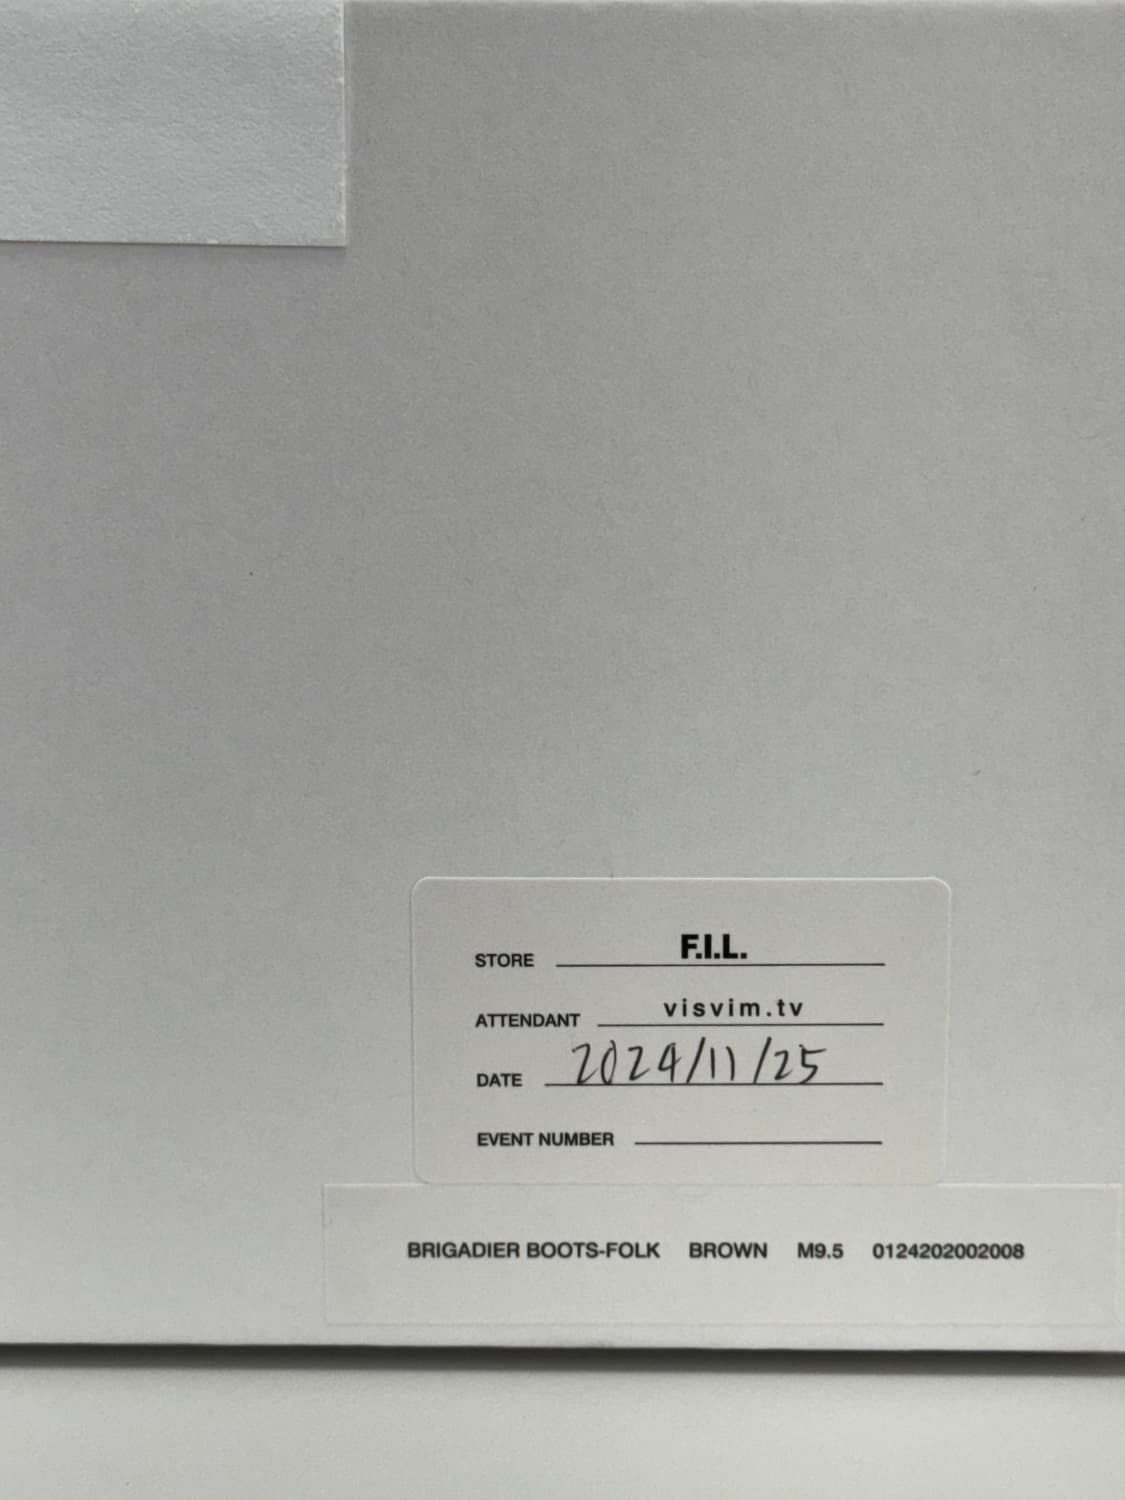 STORE F.I.L.
ATTENDANT visvim.tv
DATE 2024/11/25
EVENT NUMBER
BRIGADIER BOOTS-FOLK BROWN M9.5 0124202002008